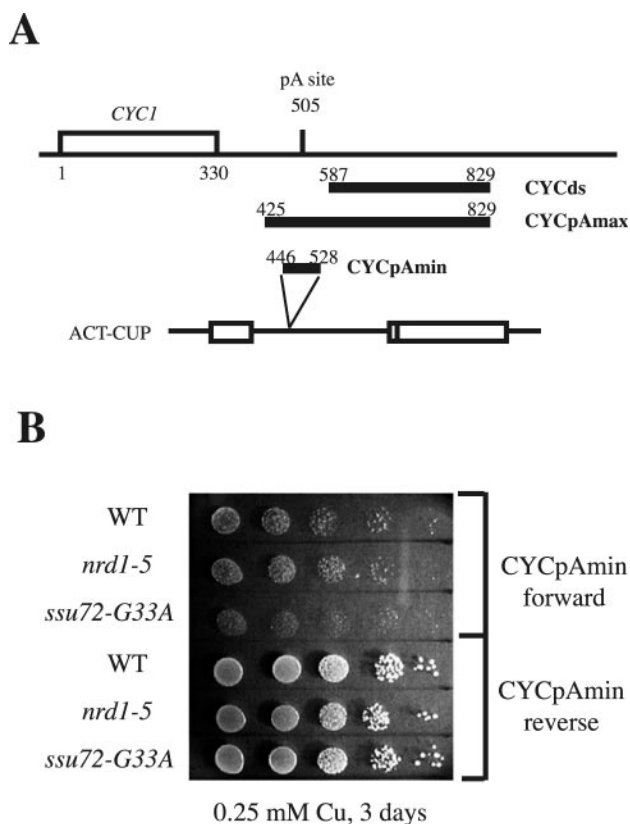 A
pA site
CYC1
505
1
330
587
829
CYCds
425
829
CYCpAmax
446
528
CYCpAmin
ACT-CUP
B
WT
nrd1-5
ssu72-G33A
CYCpAmin
forward
WT
nrd1-5
ssu72-G33A
CYCpAmin
reverse
0.25 mM Cu, 3 days